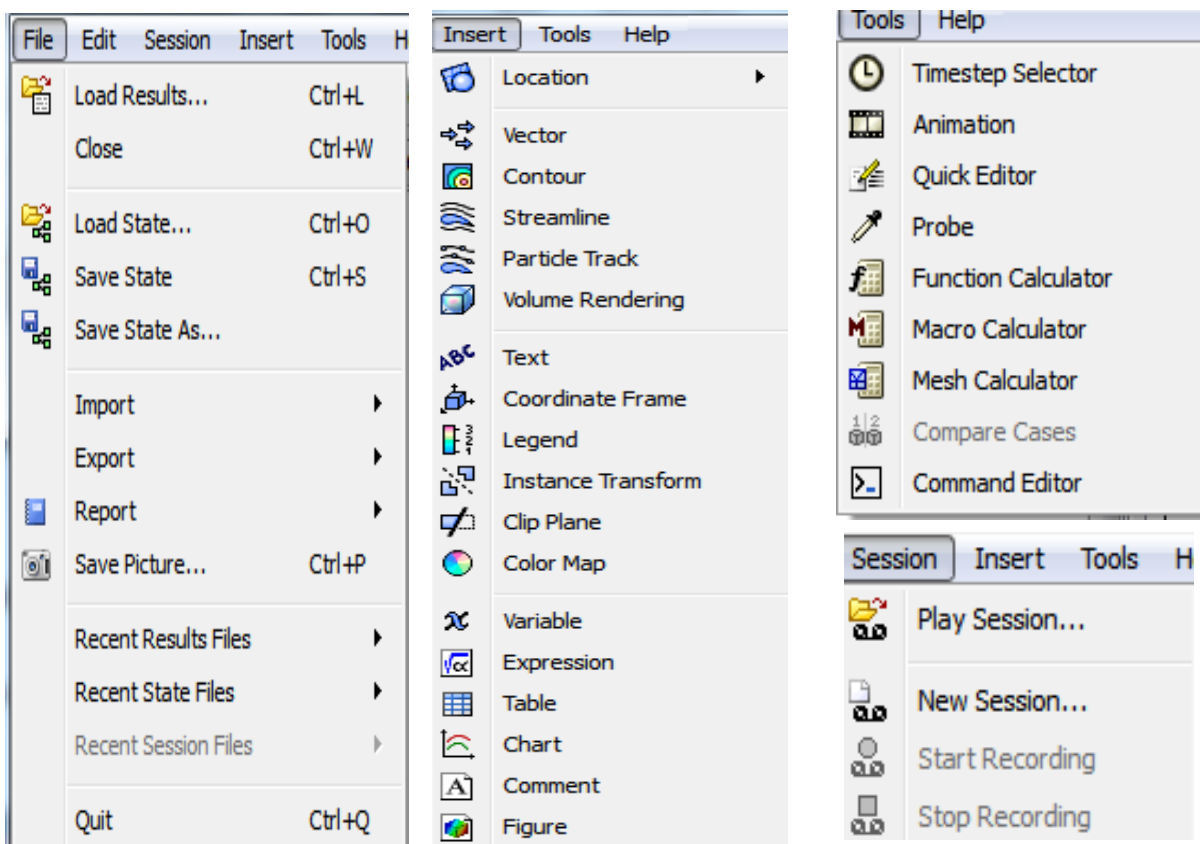 File Edit Session Insert Tools H
Load Results... Ctrl+L
Close Ctrl+W
Load State... Ctrl+O
Save State Ctrl+S
Save State As...
Import
Export
Report
Save Picture... Ctrl+P
Recent Results Files
Recent State Files
Recent Session Files
Quit Ctrl+Q
Insert Tools Help
Location
Vector
Contour
Streamline
Particle Track
Volume Rendering
ABC Text
Coordinate Frame
Legend
Instance Transform
Clip Plane
Color Map
Variable
Expression
Table
Chart
A Comment
Figure
Tools Help
Timestep Selector
Animation
Quick Editor
Probe
f Function Calculator
M Macro Calculator
Mesh Calculator
1 2 Compare Cases
Command Editor
Session Insert Tools H
Play Session...
New Session...
Start Recording
Stop Recording